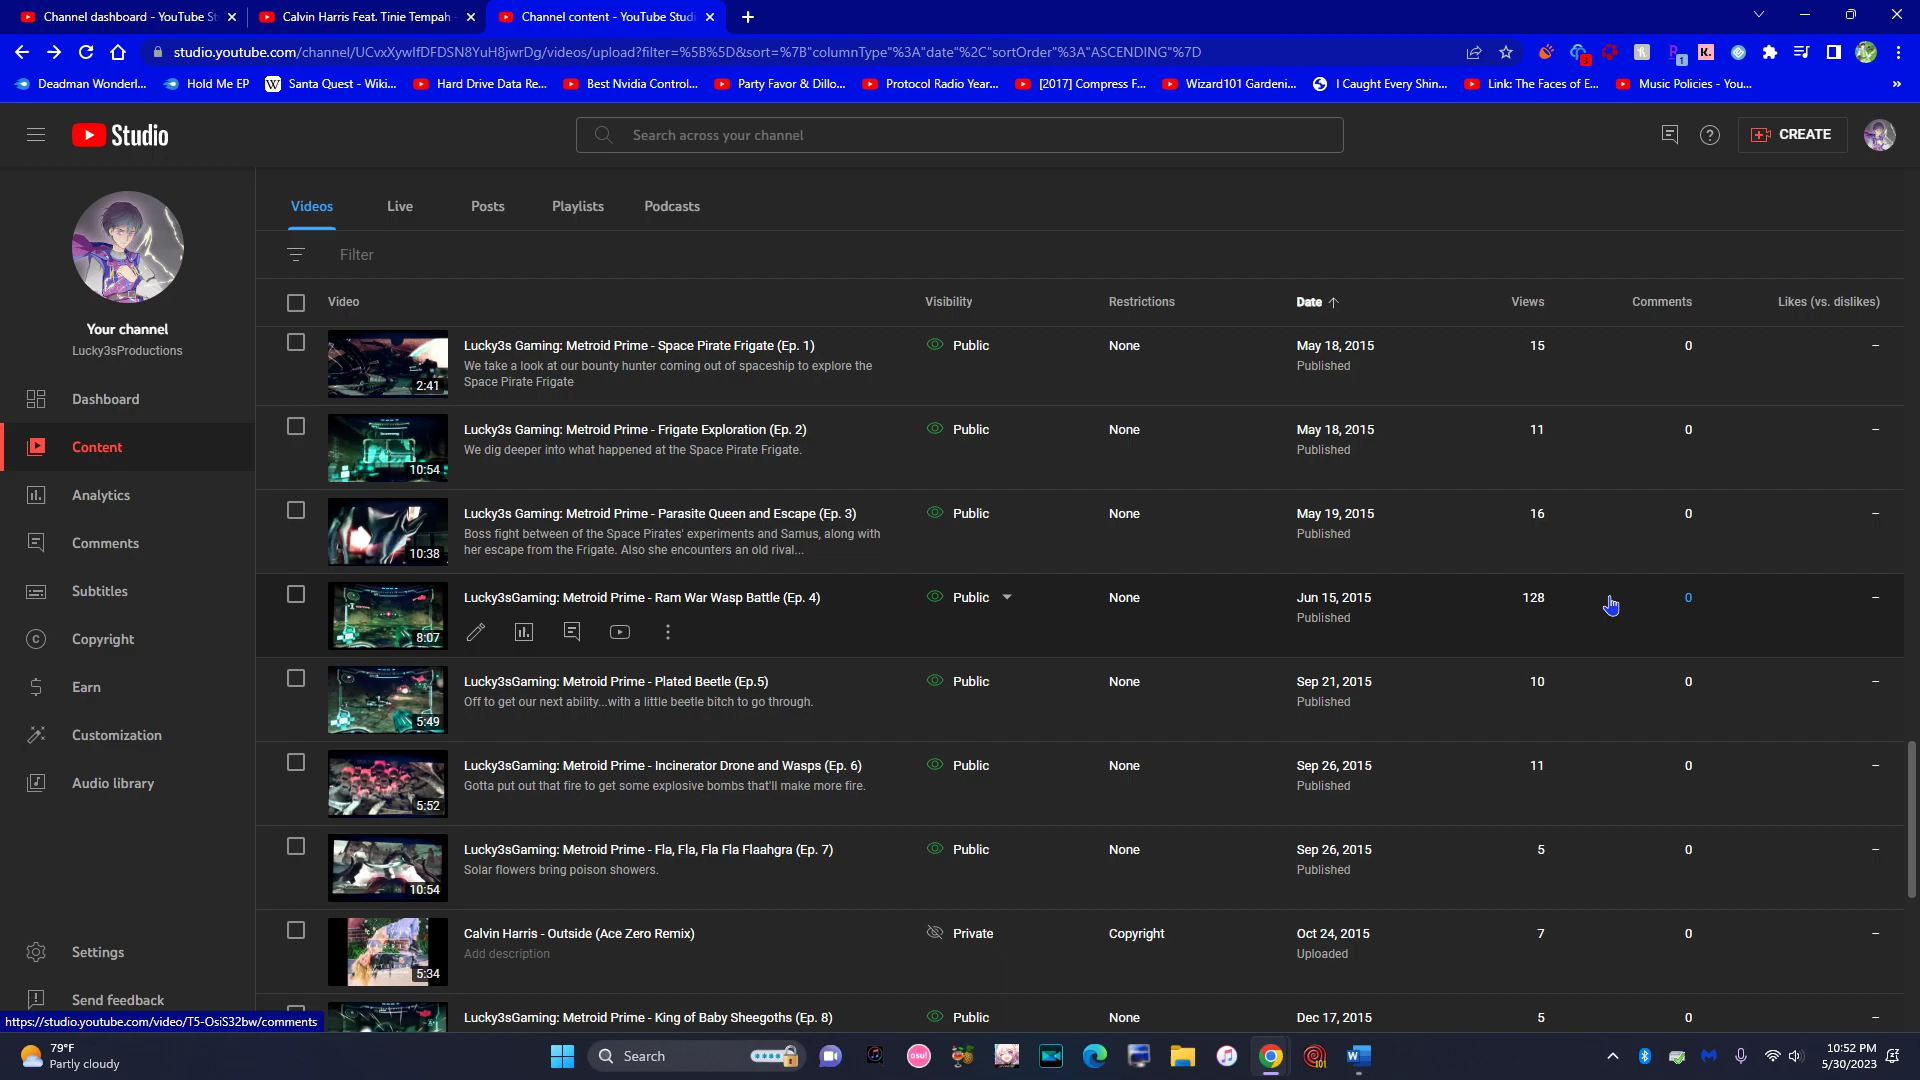 Channel dashboard - YouTube St
Calvin Harris Feat. Tinie Tempah -
Channel content - YouTube Studi
studio.youtube.com/channel/UCvxXywIfDFDSN8YuH8jwrDg/videos/upload?filter=%5B%5D&sort=%7B"columnType"%3A"date"%2C"sortOrder"%3A"ASCENDING"%7D
Deadman Wonderl...
Hold Me EP
Santa Quest - Wiki...
Hard Drive Data Re...
Best Nvidia Control...
Party Favor & Dillo...
Protocol Radio Year...
[2017] Compress F...
Wizard101 Gardeni...
I Caught Every Shin...
Link: The Faces of E...
Music Policies - You...
»
Studio
Search across your channel
CREATE
Your channel
Lucky3sProductions
Dashboard
Content
Analytics
Comments
Subtitles
Copyright
Earn
Customization
Audio library
Settings
Send feedback
https://studio.youtube.com/video/T5-OsiS32bw/comments
Videos Live Posts Playlists Podcasts
Filter
Video Visibility Restrictions Date Views Comments Likes (vs. dislikes)
Lucky3s Gaming: Metroid Prime - Space Pirate Frigate (Ep. 1) Public None May 18, 2015 15 0 –
We take a look at our bounty hunter coming out of spaceship to explore the Published
Space Pirate Frigate
2:41
Lucky3s Gaming: Metroid Prime - Frigate Exploration (Ep. 2) Public None May 18, 2015 11 0 –
We dig deeper into what happened at the Space Pirate Frigate. Published
10:54
Lucky3s Gaming: Metroid Prime - Parasite Queen and Escape (Ep. 3) Public None May 19, 2015 16 0 –
Boss fight between of the Space Pirates' experiments and Samus, along with Published
her escape from the Frigate. Also she encounters an old rival...
10:38
Lucky3sGaming: Metroid Prime - Ram War Wasp Battle (Ep. 4) Public None Jun 15, 2015 128 0 –
Published
8:07
Lucky3sGaming: Metroid Prime - Plated Beetle (Ep.5) Public None Sep 21, 2015 10 0 –
Off to get our next ability...with a little beetle bitch to go through. Published
5:49
Lucky3sGaming: Metroid Prime - Incinerator Drone and Wasps (Ep. 6) Public None Sep 26, 2015 11 0 –
Gotta put out that fire to get some explosive bombs that'll make more fire. Published
5:52
Lucky3sGaming: Metroid Prime - Fla, Fla, Fla Fla Flaahgra (Ep. 7) Public None Sep 26, 2015 5 0 –
Solar flowers bring poison showers. Published
10:54
Calvin Harris - Outside (Ace Zero Remix) Private Copyright Oct 24, 2015 7 0 –
Add description Uploaded
5:34
Lucky3sGaming: Metroid Prime - King of Baby Sheegoths (Ep. 8) Public None Dec 17, 2015 5 0 –
79°F
Partly cloudy
Search
osu!
10:52 PM
5/30/2023